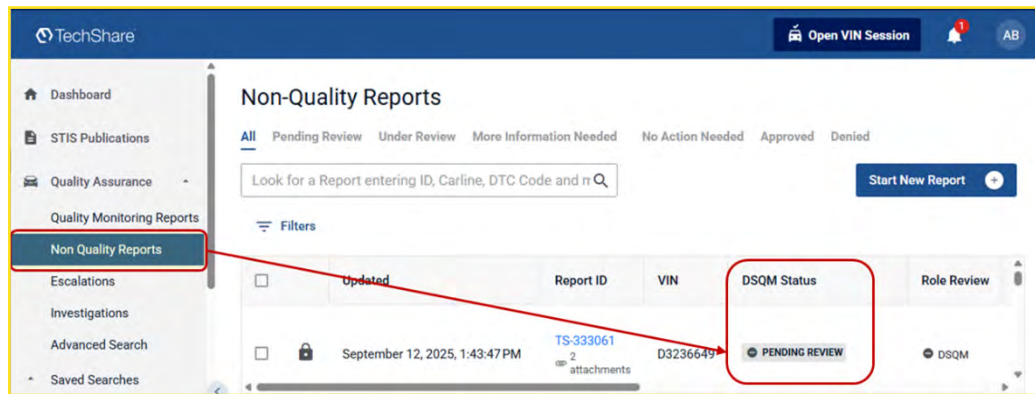 TechShare
Open VIN Session
1
AB
Dashboard
STIS Publications
Quality Assurance
Quality Monitoring Reports
Non Quality Reports
Escalations
Investigations
Advanced Search
Saved Searches
Non-Quality Reports
All Pending Review Under Review More Information Needed No Action Needed Approved Denied
Look for a Report entering ID, Carline, DTC Code and
Start New Report
Filters
Updated Report ID VIN DSQM Status Role Review
September 12, 2025, 1:43:47 PM TS-333061 D3236649 PENDING REVIEW DSQM
2
attachments